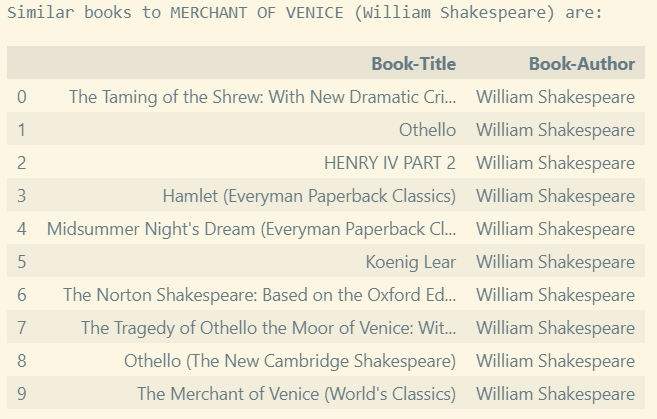 Similar books to MERCHANT OF VENICE (William Shakespeare) are:
Book-Title Book-Author
0 The Taming of the Shrew: With New Dramatic Cri... William Shakespeare
1 Othello William Shakespeare
2 HENRY IV PART 2 William Shakespeare
3 Hamlet (Everyman Paperback Classics) William Shakespeare
4 Midsummer Night's Dream (Everyman Paperback Cl... William Shakespeare
5 Koenig Lear William Shakespeare
6 The Norton Shakespeare: Based on the Oxford Ed... William Shakespeare
7 The Tragedy of Othello the Moor of Venice: Wit... William Shakespeare
8 Othello (The New Cambridge Shakespeare) William Shakespeare
9 The Merchant of Venice (World's Classics) William Shakespeare